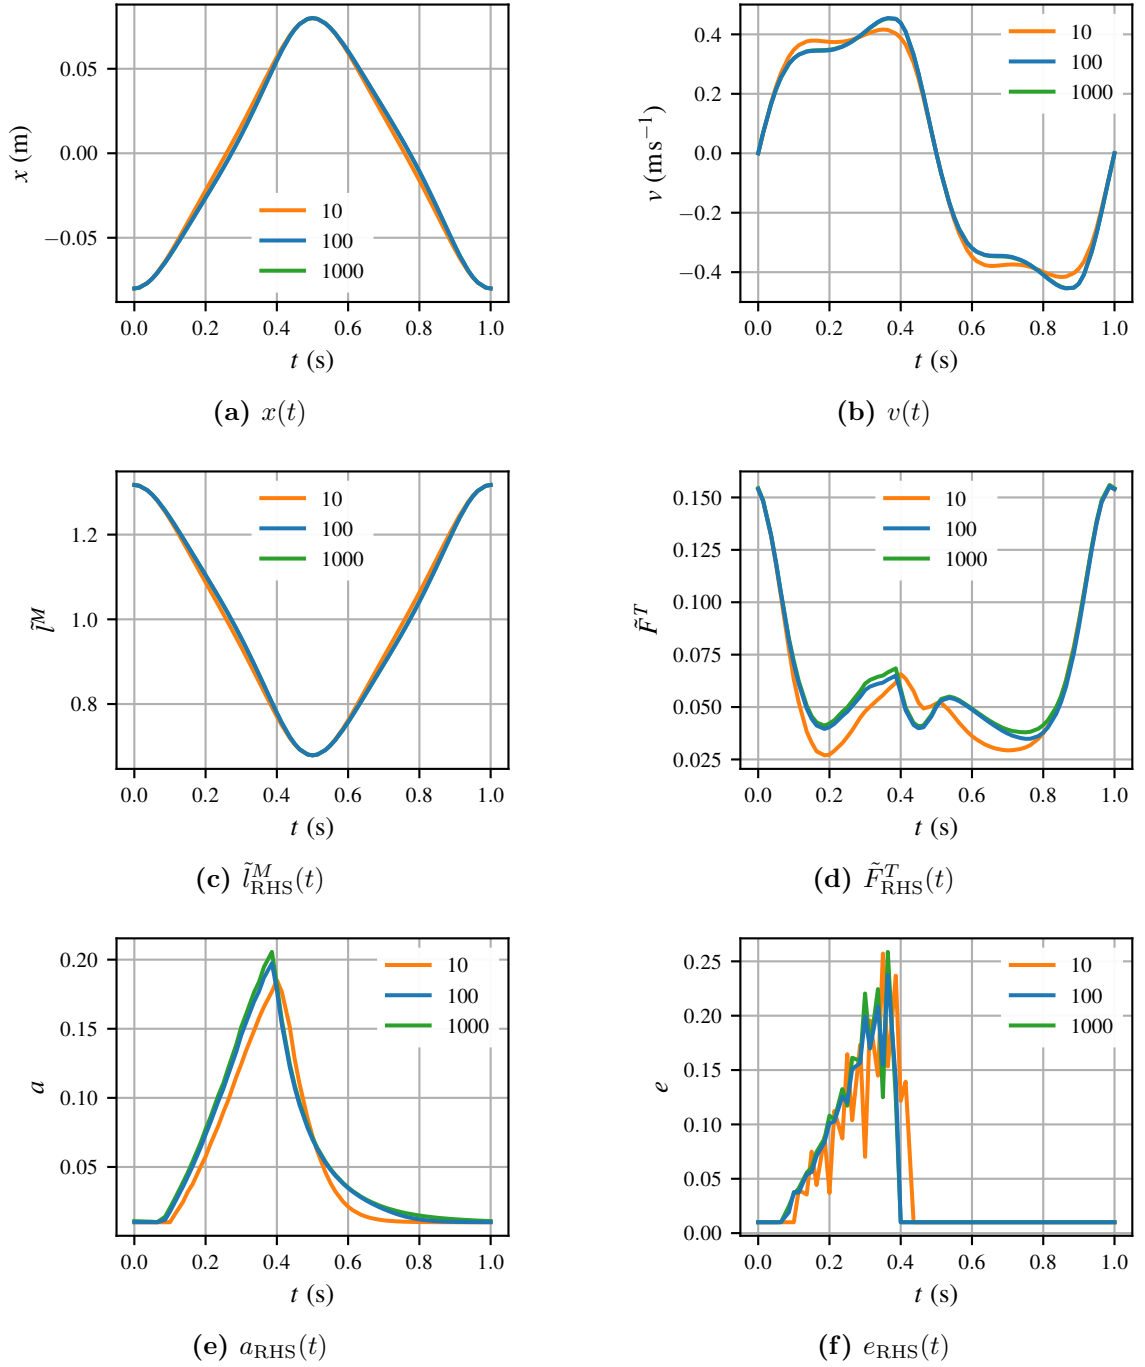 x (m)
0.05
0.00
−0.05
10
100
1000
0.0 0.2 0.4 0.6 0.8 1.0
t (s)
(a) x(t)
v (m s⁻¹)
0.4
0.2
0.0
−0.2
−0.4
10
100
1000
0.0 0.2 0.4 0.6 0.8 1.0
t (s)
(b) v(t)
l̃ᴹ
1.2
1.0
0.8
10
100
1000
0.0 0.2 0.4 0.6 0.8 1.0
t (s)
(c) l̃ᴹ_RHS(t)
F̃ᵀ
0.150
0.125
0.100
0.075
0.050
0.025
10
100
1000
0.0 0.2 0.4 0.6 0.8 1.0
t (s)
(d) F̃ᵀ_RHS(t)
a
0.20
0.15
0.10
0.05
10
100
1000
0.0 0.2 0.4 0.6 0.8 1.0
t (s)
(e) a_RHS(t)
e
0.25
0.20
0.15
0.10
0.05
0.00
10
100
1000
0.0 0.2 0.4 0.6 0.8 1.0
t (s)
(f) e_RHS(t)